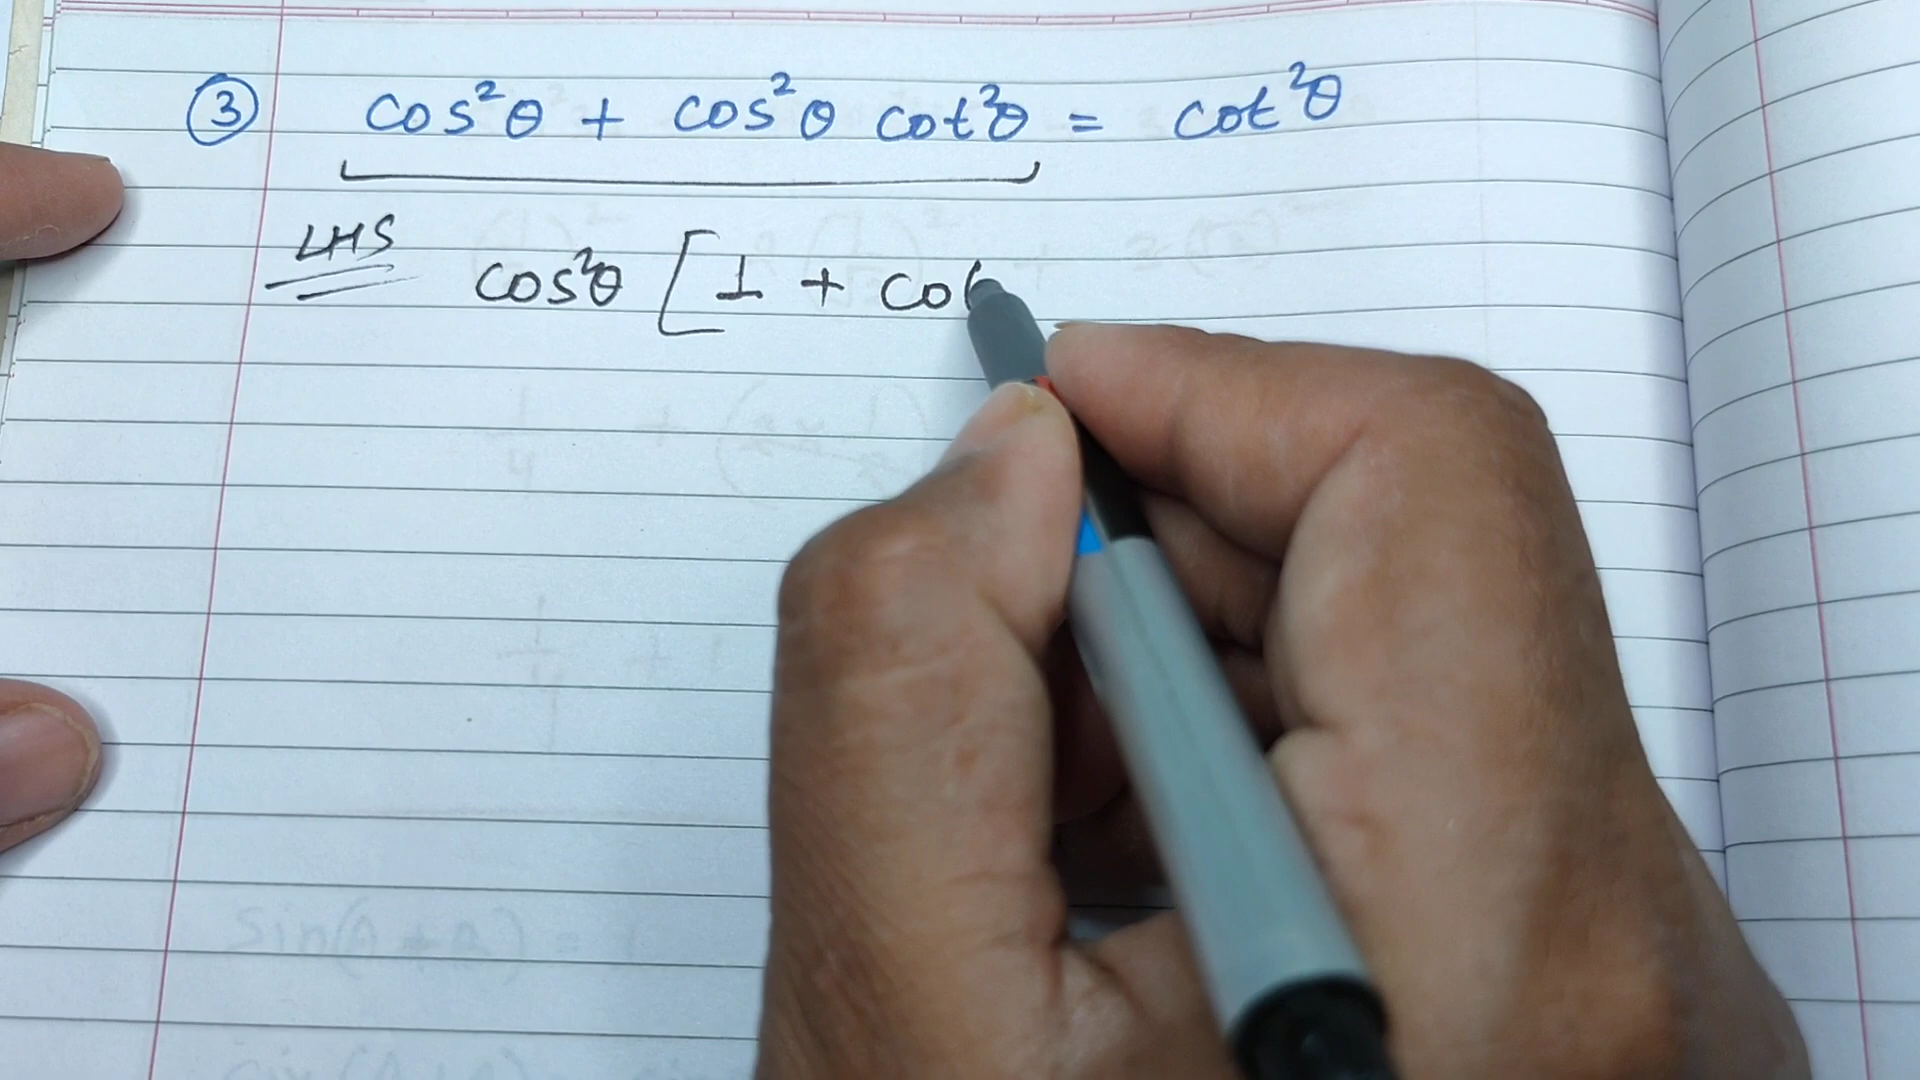 ③ cos²θ + cos²θ cot²θ = cot²θ
LHS cos²θ [ 1 + co